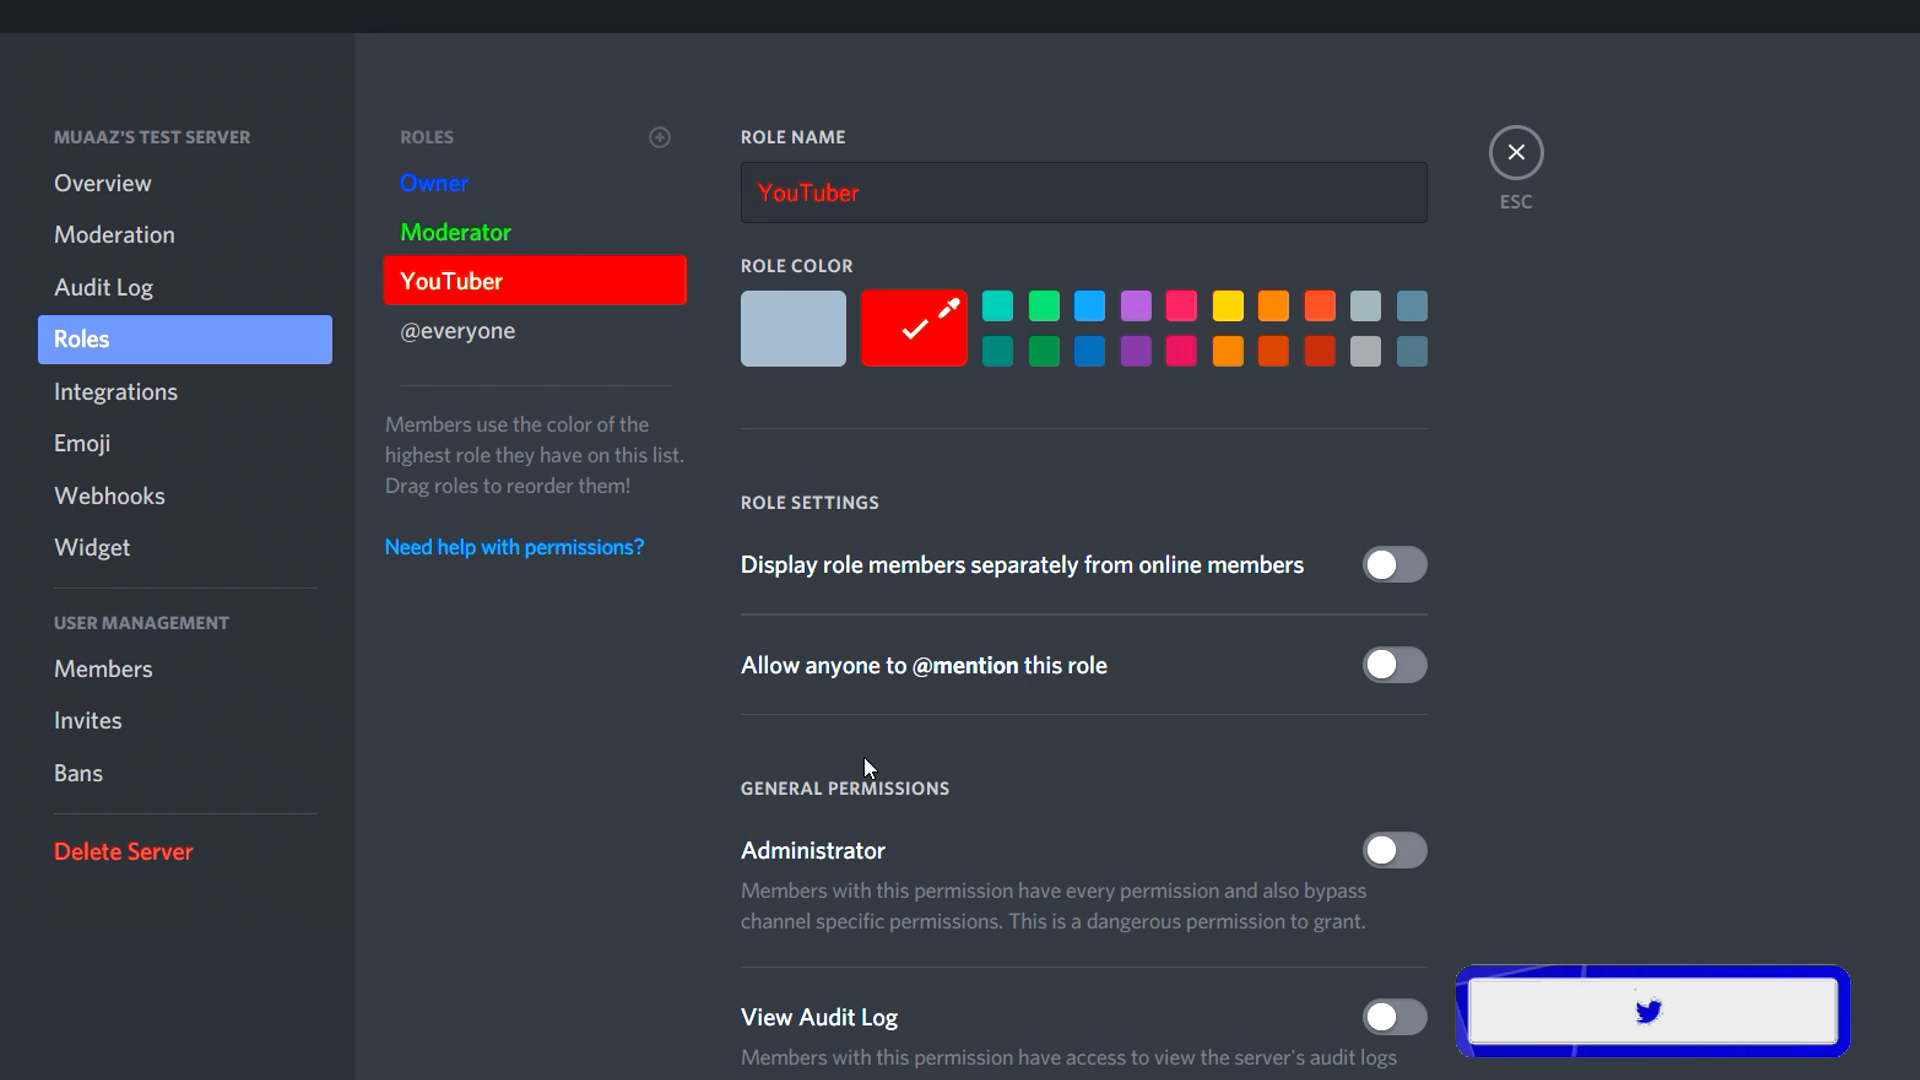 MUAAZ'S TEST SERVER
Overview
Moderation
Audit Log
Roles
Integrations
Emoji
Webhooks
Widget
USER MANAGEMENT
Members
Invites
Bans
Delete Server
ROLES
Owner
Moderator
YouTuber
@everyone
Members use the color of the
highest role they have on this list.
Drag roles to reorder them!
Need help with permissions?
ROLE NAME
YouTuber
ROLE COLOR
ROLE SETTINGS
Display role members separately from online members
Allow anyone to @mention this role
GENERAL PERMISSIONS
Administrator
Members with this permission have every permission and also bypass
channel specific permissions. This is a dangerous permission to grant.
View Audit Log
Members with this permission have access to view the server's audit logs
ESC